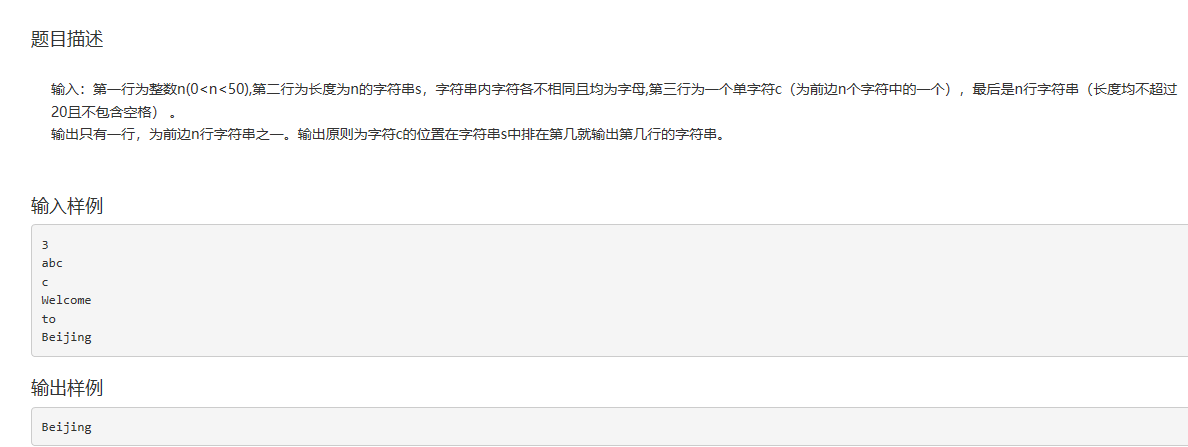 题目描述
输入：第一行为整数n(0<n<50),第二行为长度为n的字符串s，字符串内字符各不相同且均为字母,第三行为一个单字符c（为前边n个字符中的一个），最后是n行字符串（长度均不超过
20且不包含空格） 。
输出只有一行，为前边n行字符串之一。输出原则为字符c的位置在字符串s中排在第几就输出第几行的字符串。
输入样例
3
abc
c
Welcome
to
Beijing
输出样例
Beijing